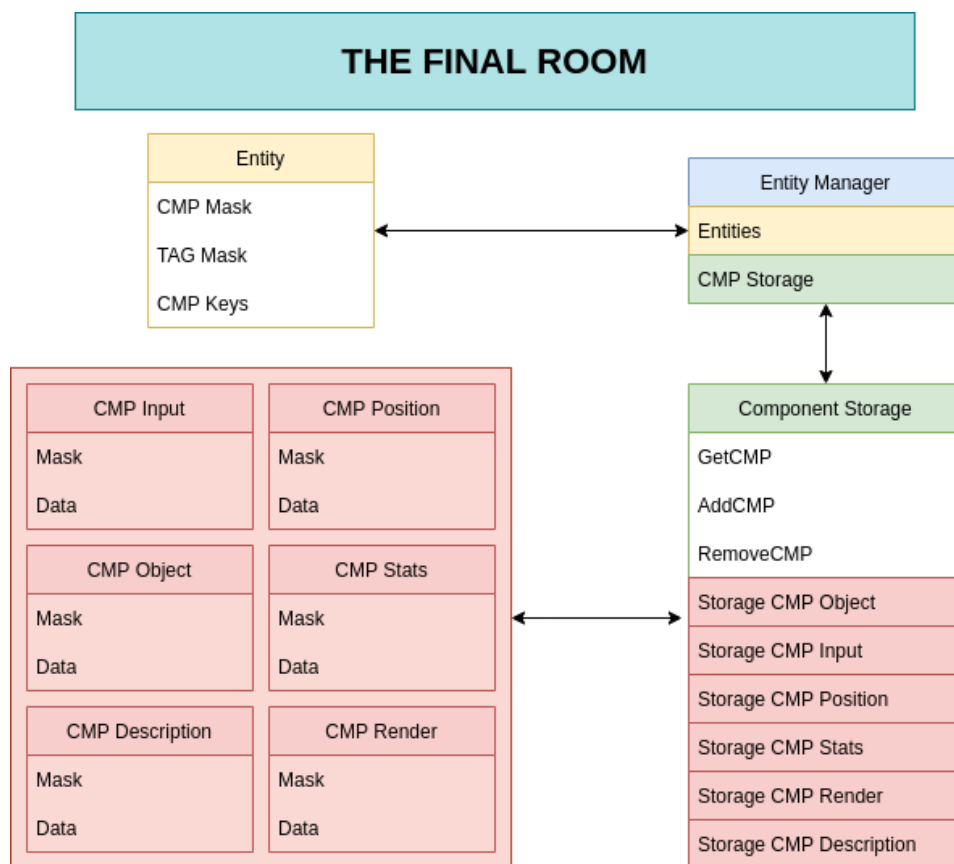 THE FINAL ROOM
Entity
CMP Mask
TAG Mask
CMP Keys
Entity Manager
Entities
CMP Storage
CMP Input
Mask
Data
CMP Position
Mask
Data
CMP Object
Mask
Data
CMP Stats
Mask
Data
CMP Description
Mask
Data
CMP Render
Mask
Data
Component Storage
GetCMP
AddCMP
RemoveCMP
Storage CMP Object
Storage CMP Input
Storage CMP Position
Storage CMP Stats
Storage CMP Render
Storage CMP Description